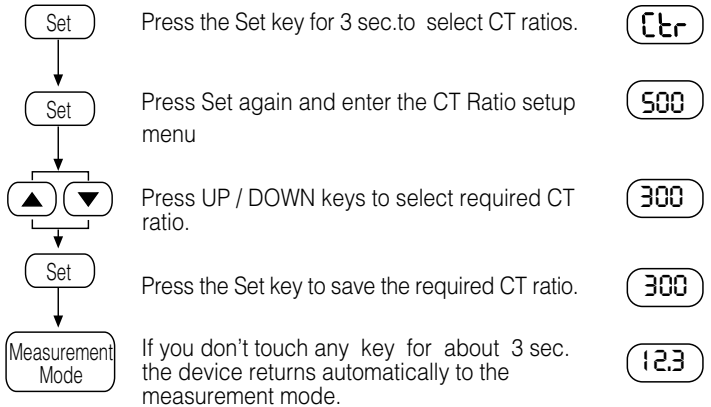 Set
Press the Set key for 3 sec.to select CT ratios.
Ctr
Set
Press Set again and enter the CT Ratio setup
menu
500
Press UP / DOWN keys to select required CT
ratio.
300
Set
Press the Set key to save the required CT ratio.
300
Measurement
Mode
If you don't touch any key for about 3 sec.
the device returns automatically to the
measurement mode.
12.3